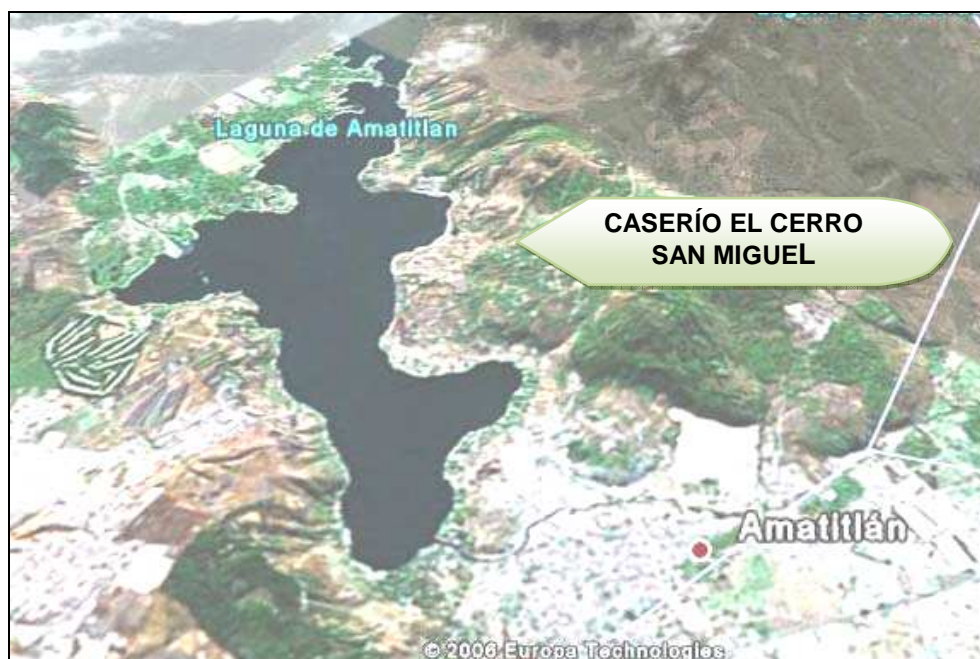 Laguna de Amatitlan
CASERÍO EL CERRO
SAN MIGUEL
Amatitlán
© 2006 Europa Technologies